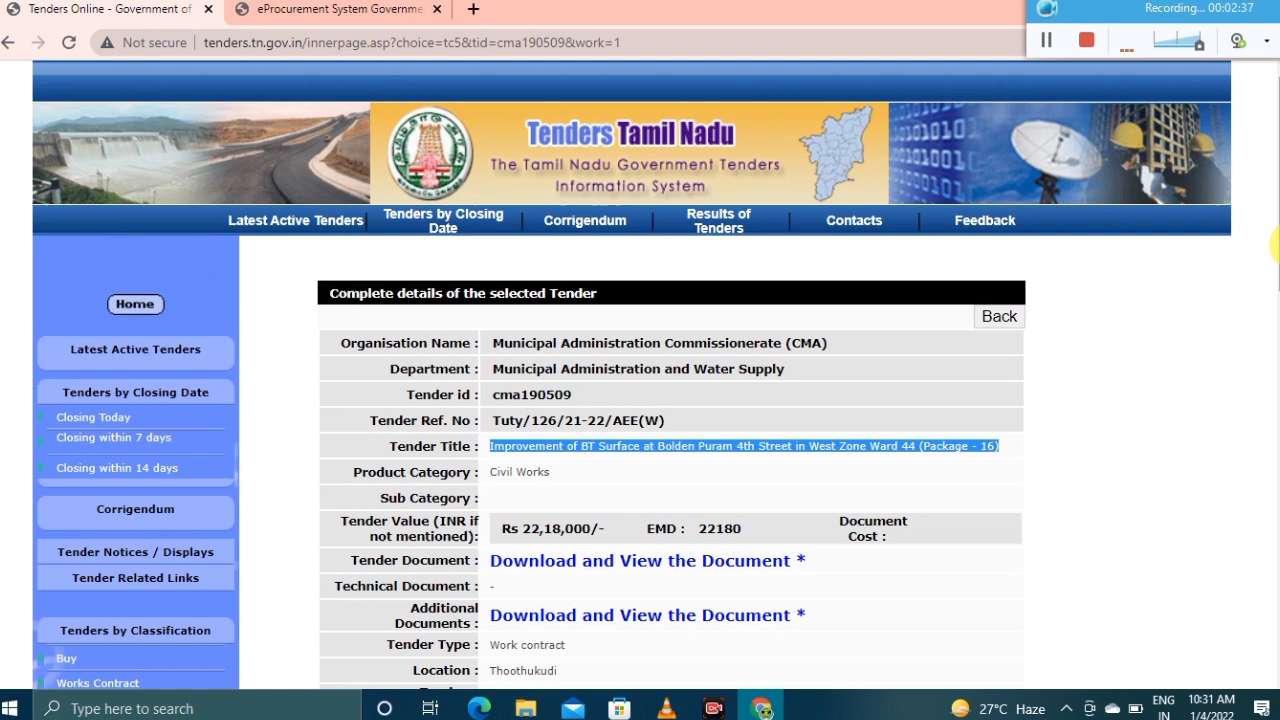 Tenders Online - Government of
eProcurement System Governme
Recording... 00:02:37
Not secure
tenders.tn.gov.in/innerpage.asp?choice=tc5&tid=cma190509&work=1
Tenders Tamil Nadu
The Tamil Nadu Government Tenders
Information System
Latest Active Tenders
Tenders by Closing
Date
Corrigendum
Results of
Tenders
Contacts
Feedback
Home
Latest Active Tenders
Tenders by Closing Date
Closing Today
Closing within 7 days
Closing within 14 days
Corrigendum
Tender Notices / Displays
Tender Related Links
Tenders by Classification
Buy
Works Contract
Complete details of the selected Tender
Back
Organisation Name : Municipal Administration Commissionerate (CMA)
Department : Municipal Administration and Water Supply
Tender id : cma190509
Tender Ref. No : Tuty/126/21-22/AEE(W)
Tender Title : Improvement of BT Surface at Bolden Puram 4th Street in West Zone Ward 44 (Package - 16)
Product Category : Civil Works
Sub Category :
Tender Value (INR if
not mentioned):
Rs 22,18,000/- EMD : 22180
Document
Cost :
Tender Document : Download and View the Document *
Technical Document : -
Additional
Documents :
Download and View the Document *
Tender Type : Work contract
Location : Thoothukudi
Type here to search
27°C Haze
ENG
IN
10:31 AM
1/4/2022